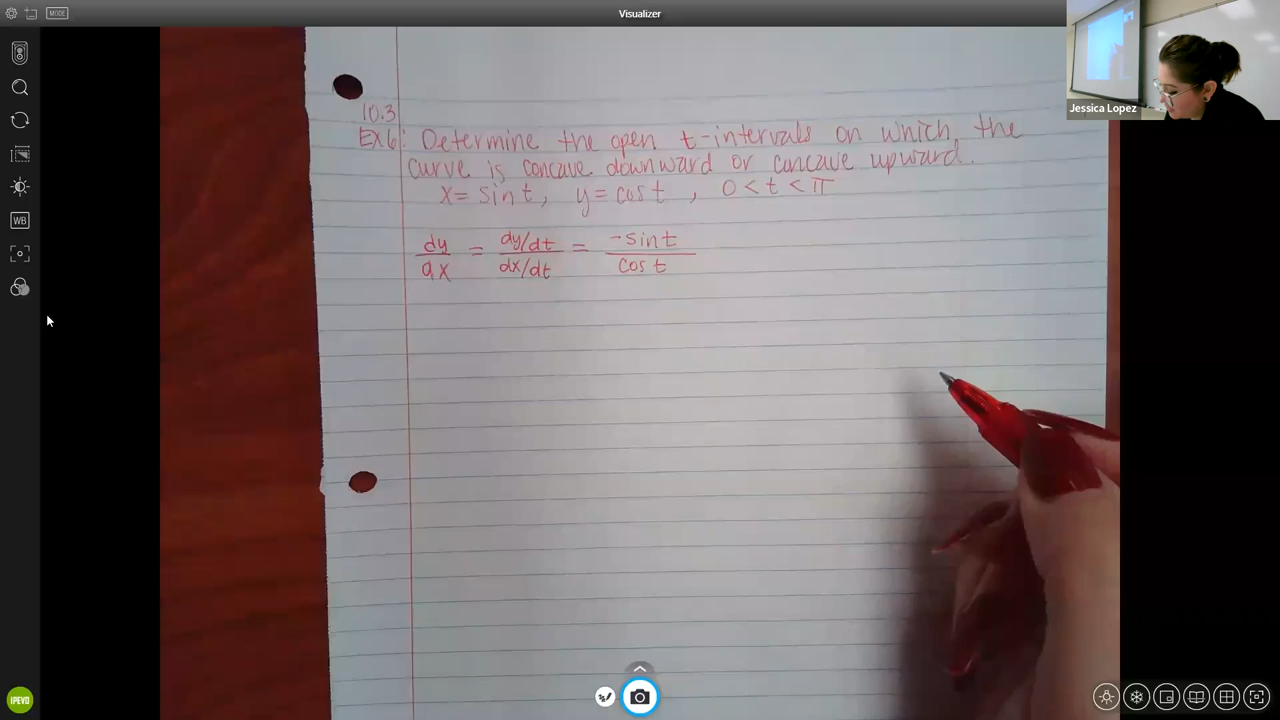 MODE
Visualizer
Jessica Lopez
WB
10.3
EX6: Determine the open t-intervals on which the
curve is concave downward or concave upward.
x = sin t, y = cos t, 0 < t < π
dy/dx = (dy/dt)/(dx/dt) = (-sin t)/(cos t)
IPEVO